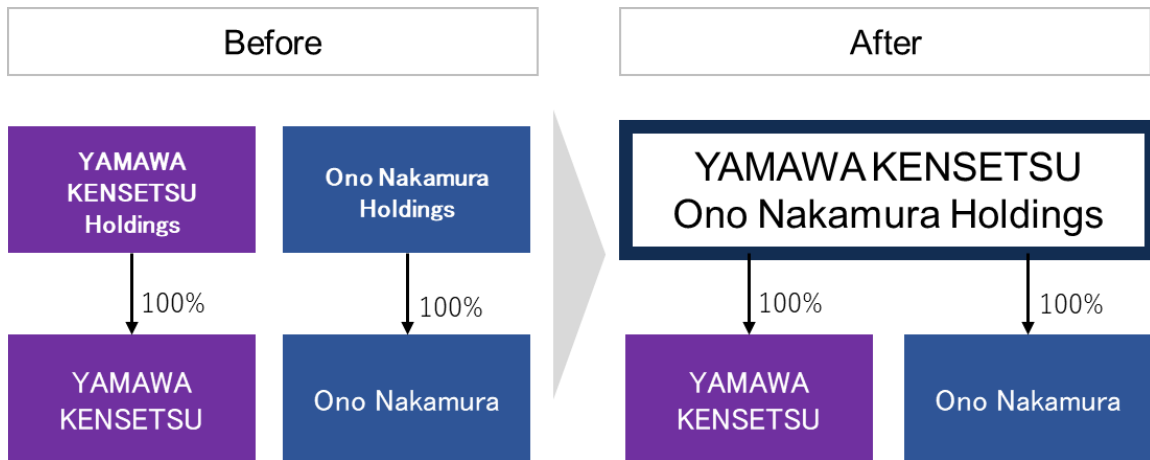 Before
After
YAMAWA
KENSETSU
Holdings
Ono Nakamura
Holdings
YAMAWA KENSETSU
Ono Nakamura Holdings
100%
100%
100%
100%
YAMAWA
KENSETSU
Ono Nakamura
YAMAWA
KENSETSU
Ono Nakamura